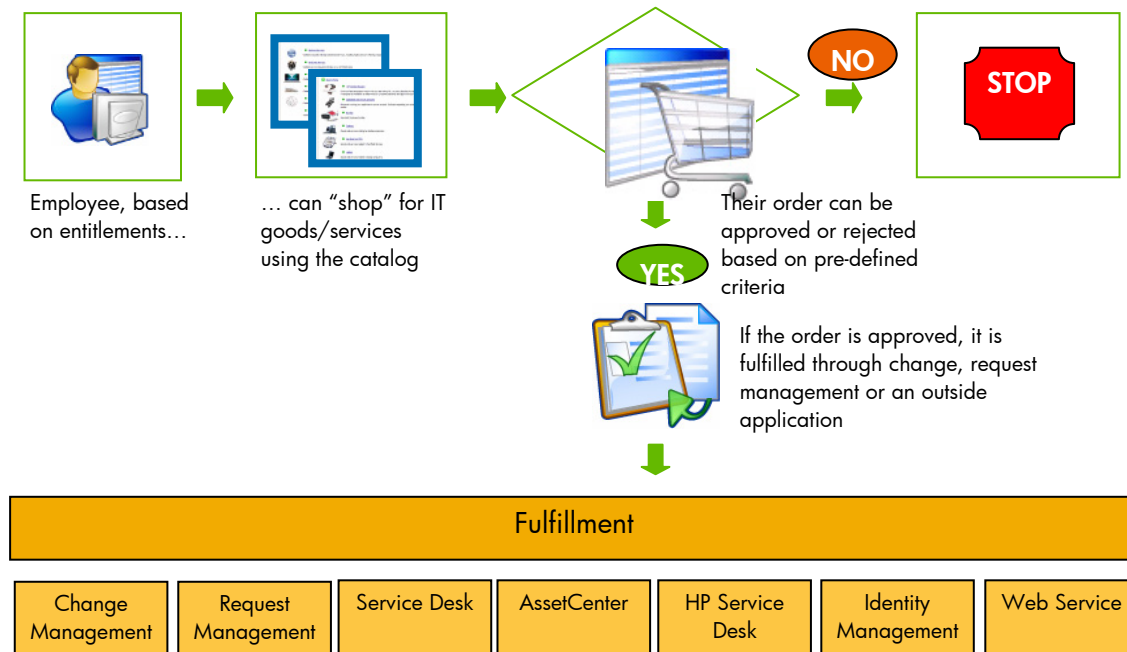 NO
STOP
Employee, based
on entitlements…
… can “shop” for IT
goods/services
using the catalog
Their order can be
approved or rejected
based on pre-defined
criteria
YES
If the order is approved, it is
fulfilled through change, request
management or an outside
application
Fulfillment
Change
Management
Request
Management
Service Desk
AssetCenter
HP Service
Desk
Identity
Management
Web Service